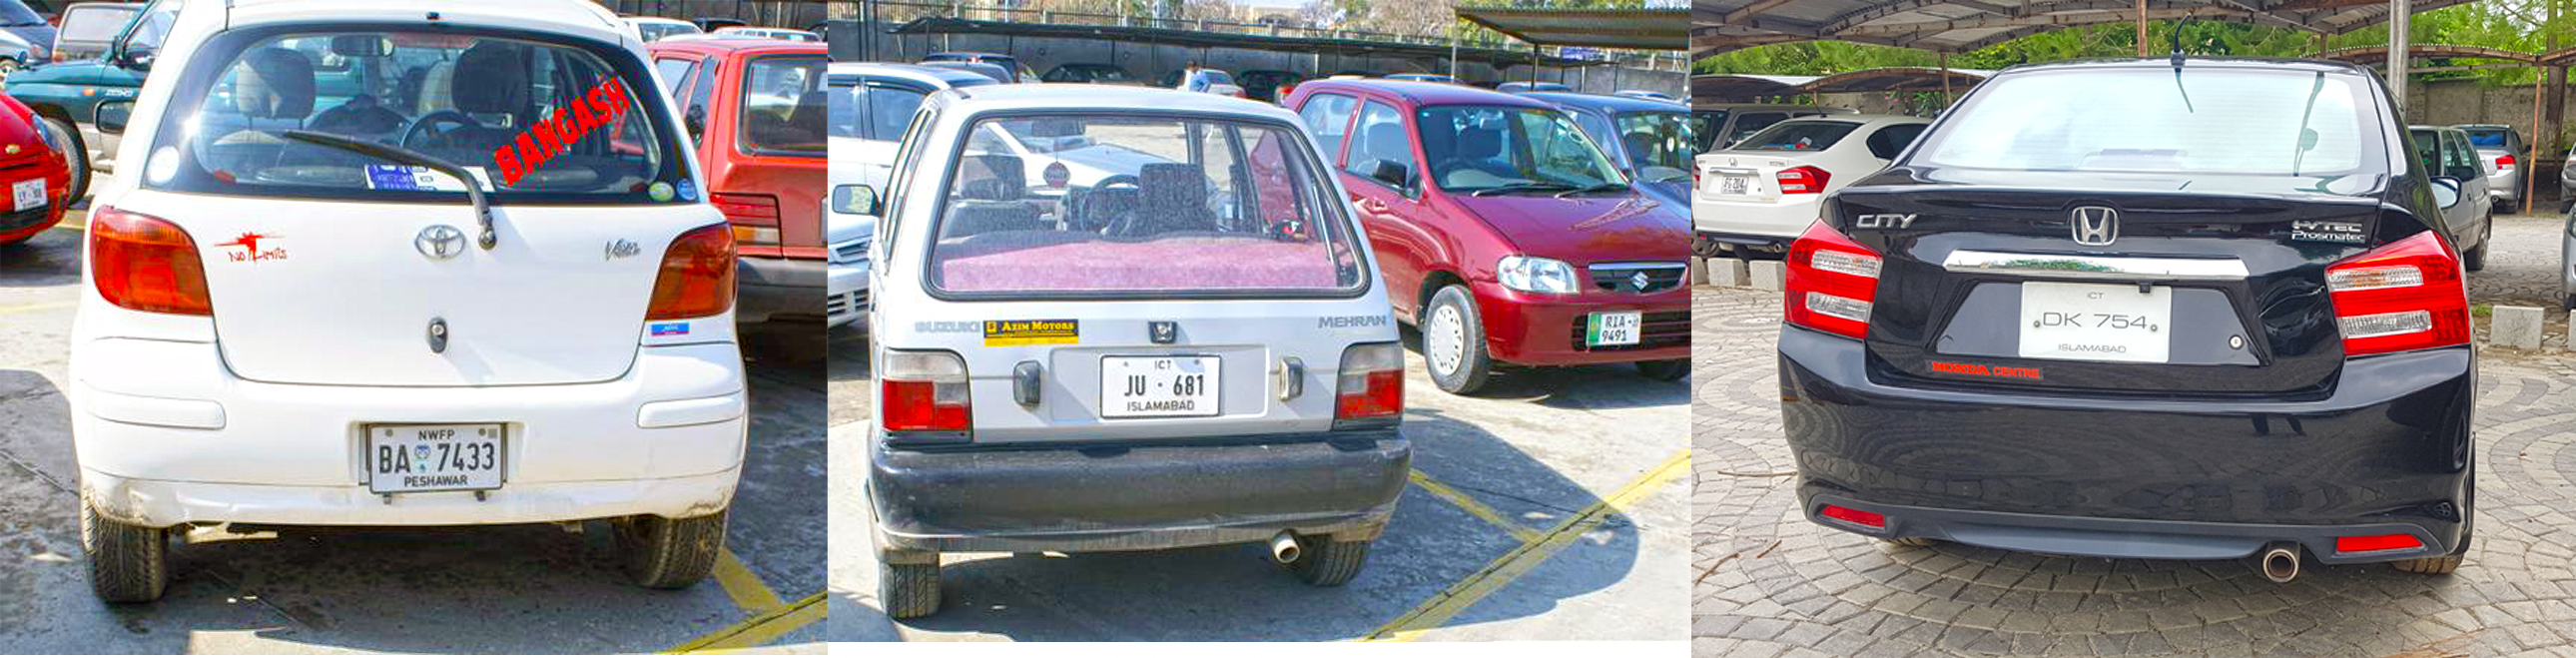 BANGASH
No Limits
Vitz
NWFP
BA 7433
PESHAWAR
SUZUKI
AZIM MOTORS
MEHRAN
ICT
JU · 681
ISLAMABAD
RIA
9491
CITY
i-VTEC
Prosmatec
ICT
DK 754
ISLAMABAD
HONDA CENTRE